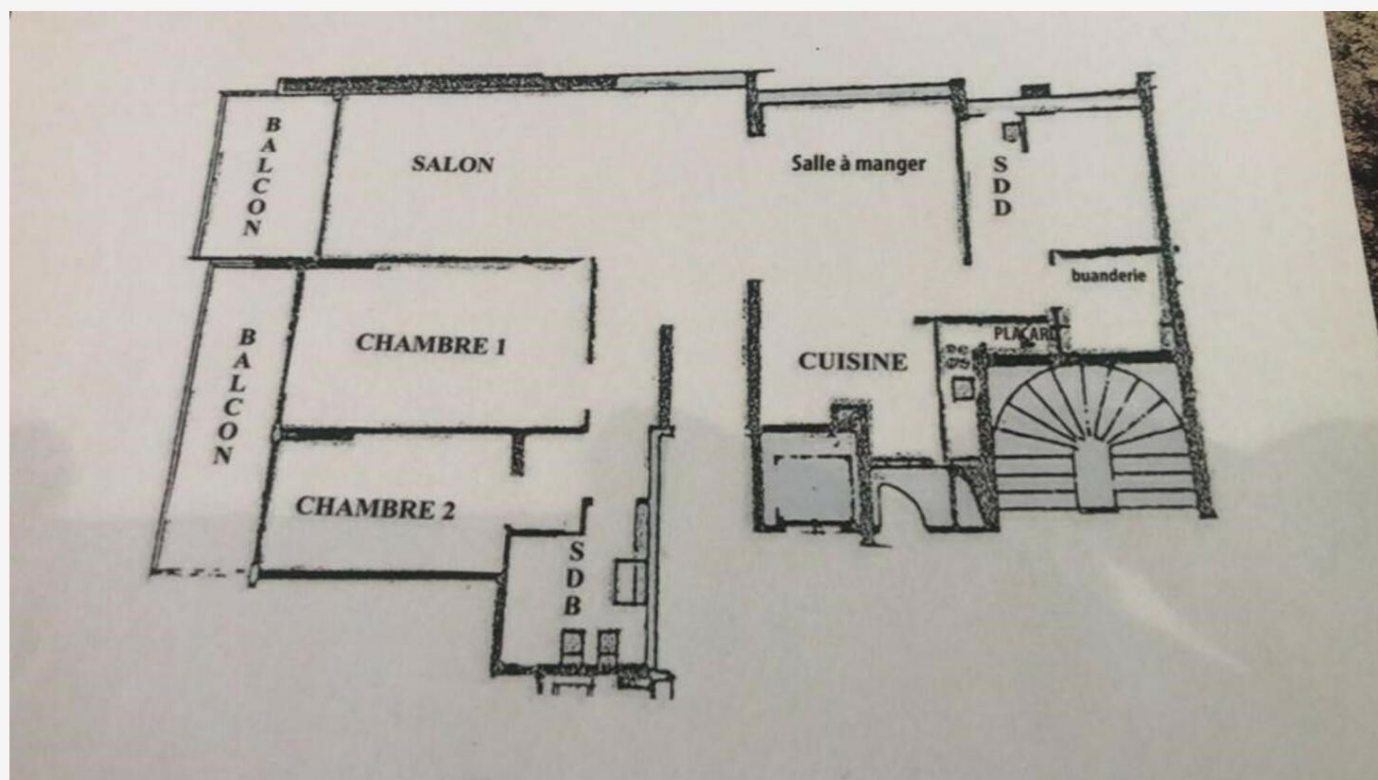 BALCON
SALON
Salle à manger
SDD
buanderie
BALCON
CHAMBRE 1
CUISINE
PLACARD
CHAMBRE 2
SDB